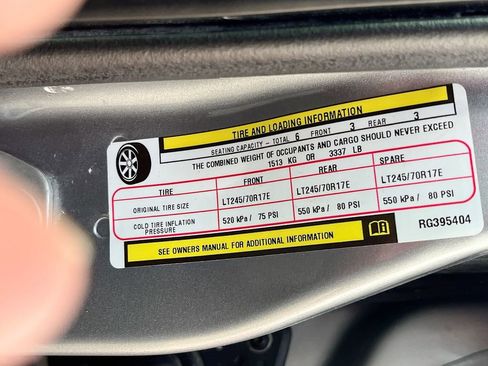 TIRE AND LOADING INFORMATION
SEATING CAPACITY - TOTAL 6 FRONT 3 REAR 3
THE COMBINED WEIGHT OF OCCUPANTS AND CARGO SHOULD NEVER EXCEED
1513 KG OR 3337 LB
TIRE FRONT REAR SPARE
ORIGINAL TIRE SIZE LT245/70R17E LT245/70R17E LT245/70R17E
COLD TIRE INFLATION PRESSURE 520 kPa / 75 PSI 550 kPa / 80 PSI 550 kPa / 80 PSI
SEE OWNERS MANUAL FOR ADDITIONAL INFORMATION RG395404